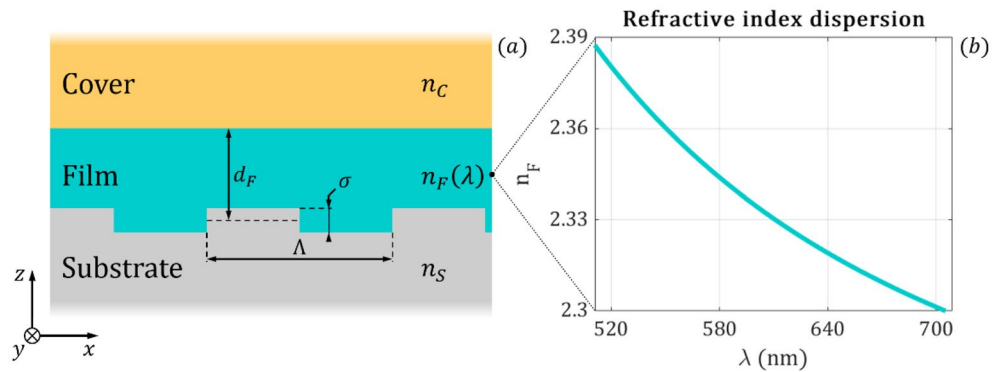 Refractive index dispersion
(a)
(b)
Cover
n_C
Film
d_F
σ
n_F(λ)
Λ
Substrate
n_S
z
y
x
2.39
2.36
2.33
2.3
n_F
520 580 640 700
λ (nm)